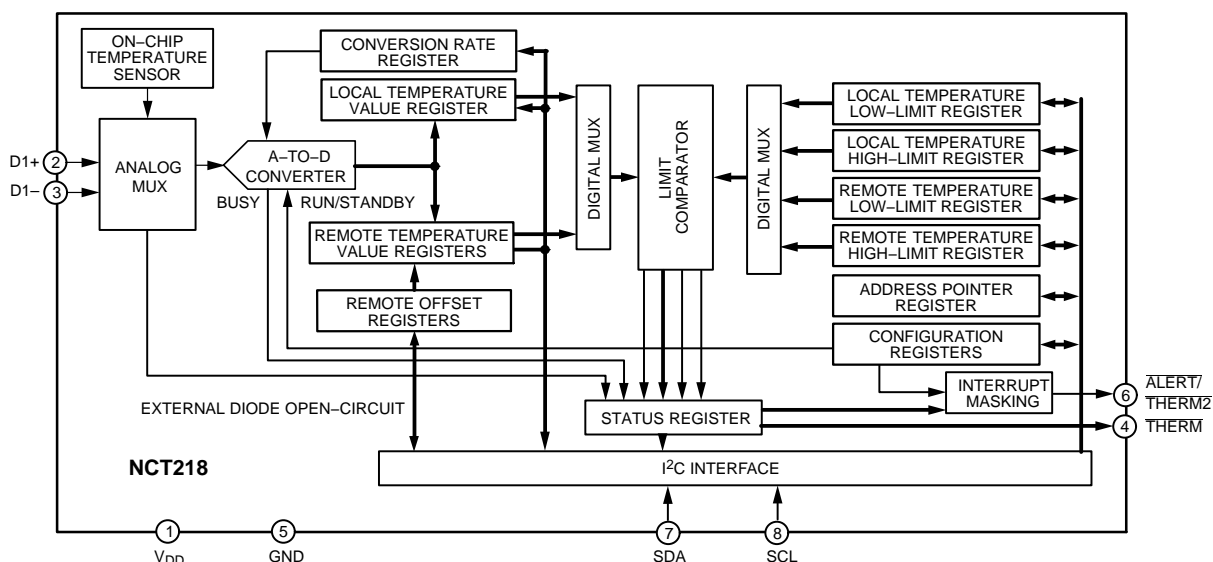 ON–CHIP
TEMPERATURE
SENSOR
CONVERSION RATE
REGISTER
LOCAL TEMPERATURE
VALUE REGISTER
LOCAL TEMPERATURE
LOW–LIMIT REGISTER
D1+
2
D1–
3
ANALOG
MUX
A–TO–D
CONVERTER
BUSY
RUN/STANDBY
DIGITAL MUX
LIMIT
COMPARATOR
DIGITAL MUX
LOCAL TEMPERATURE
HIGH–LIMIT REGISTER
REMOTE TEMPERATURE
LOW–LIMIT REGISTER
REMOTE TEMPERATURE
VALUE REGISTERS
REMOTE TEMPERATURE
HIGH–LIMIT REGISTER
REMOTE OFFSET
REGISTERS
ADDRESS POINTER
REGISTER
CONFIGURATION
REGISTERS
EXTERNAL DIODE OPEN–CIRCUIT
STATUS REGISTER
INTERRUPT
MASKING
6
ALERT/
THERM2
4
THERM
NCT218
I2C INTERFACE
1
VDD
5
GND
7
SDA
8
SCL